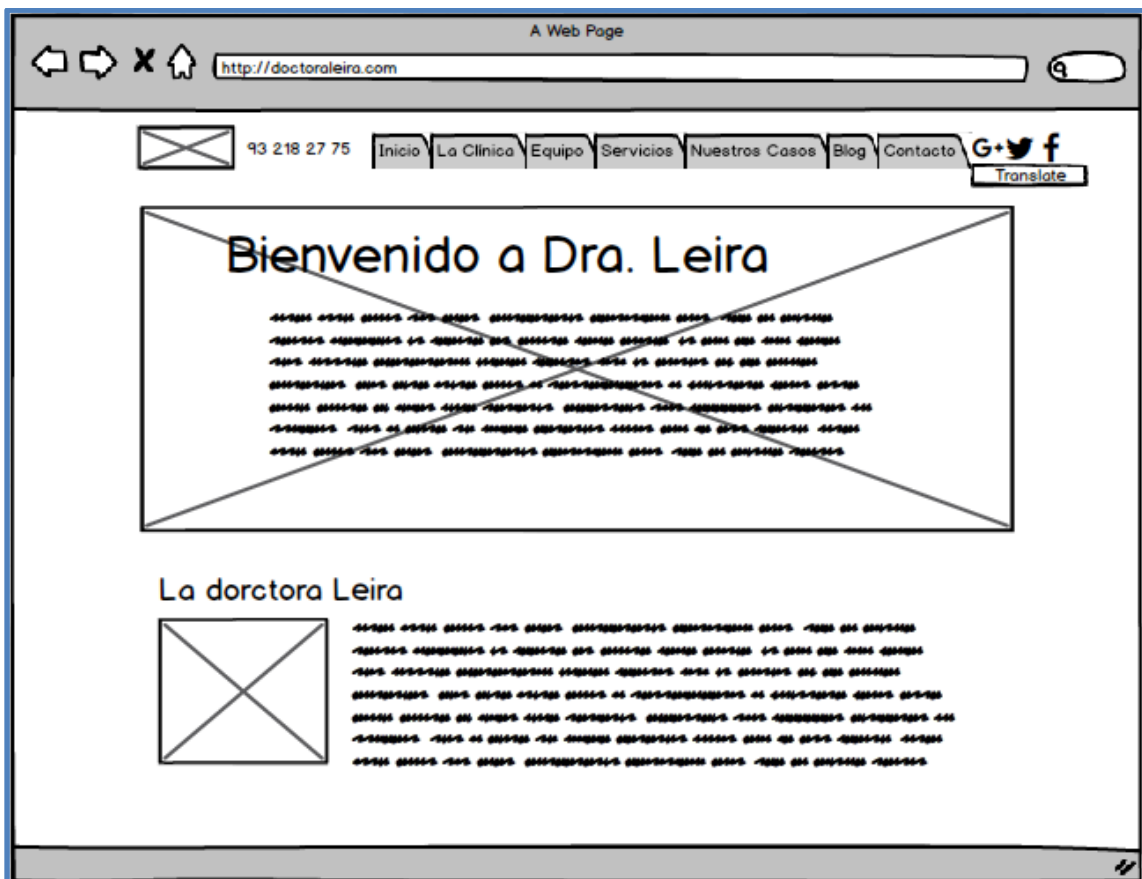 A Web Page
http://doctoraleira.com
93 218 27 75 Inicio La Clínica Equipo Servicios Nuestros Casos Blog Contacto G+
Translate
Bienvenido a Dra. Leira
La dorctora Leira